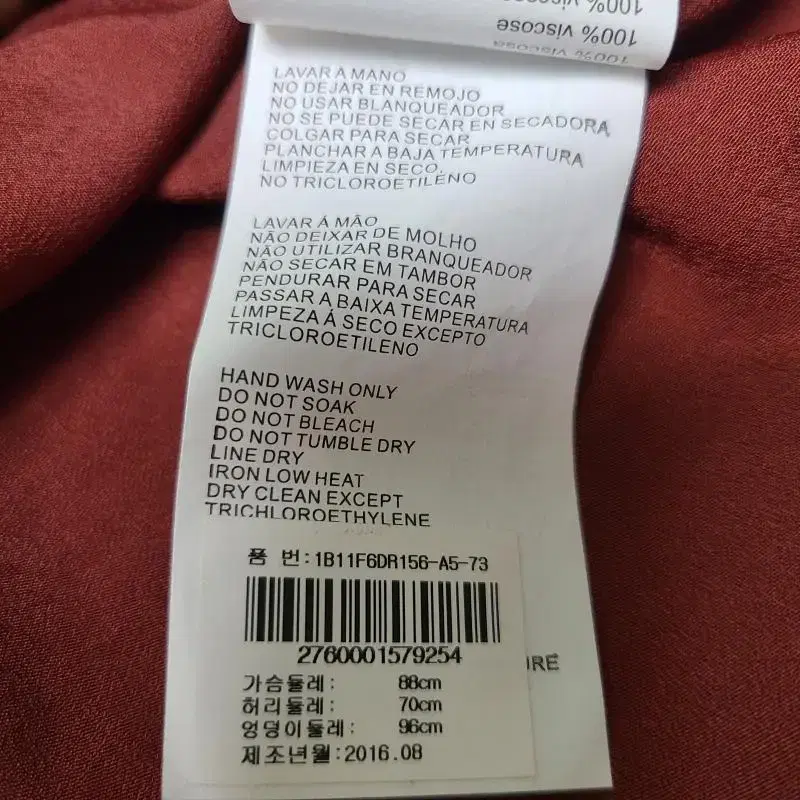 100% viscose
100% viscose
100% viscosa
LAVAR A MANO
NO DEJAR EN REMOJO
NO USAR BLANQUEADOR
NO SE PUEDE SECAR EN SECADORA
COLGAR PARA SECAR
PLANCHAR A BAJA TEMPERATURA
LIMPIEZA EN SECO.
NO TRICLOROETILENO
LAVAR Á MÃO
NÃO DEIXAR DE MOLHO
NÃO UTILIZAR BRANQUEADOR
NÃO SECAR EM TAMBOR
PENDURAR PARA SECAR
PASSAR A BAIXA TEMPERATURA
LIMPEZA Á SECO EXCEPTO
TRICLOROETILENO
HAND WASH ONLY
DO NOT SOAK
DO NOT BLEACH
DO NOT TUMBLE DRY
LINE DRY
IRON LOW HEAT
DRY CLEAN EXCEPT
TRICHLOROETHYLENE
품 번:1B11F6DR156-A5-73
2760001579254
가슴둘레: 88cm
허리둘레: 70cm
엉덩이둘레: 96cm
제조년월:2016.08